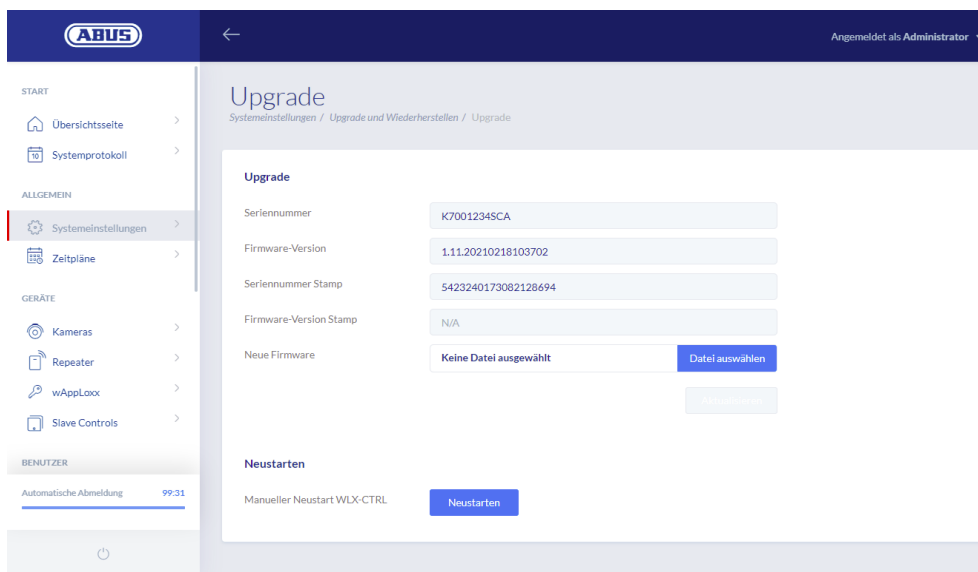 ABUS
Angemeldet als Administrator
START
Übersichtsseite
10
Systemprotokoll
ALLGEMEIN
Systemeinstellungen
Zeitpläne
GERÄTE
Kameras
Repeater
wAppLoxx
Slave Controls
BENUTZER
Automatische Abmeldung 99:31
Upgrade
Systemeinstellungen / Upgrade und Wiederherstellen / Upgrade
Upgrade
Seriennummer K7001234SCA
Firmware-Version 1.11.20210218103702
Seriennummer Stamp 5423240173082128694
Firmware-Version Stamp N/A
Neue Firmware Keine Datei ausgewählt Datei auswählen
Aktualisieren
Neustarten
Manueller Neustart WLX-CTRL Neustarten